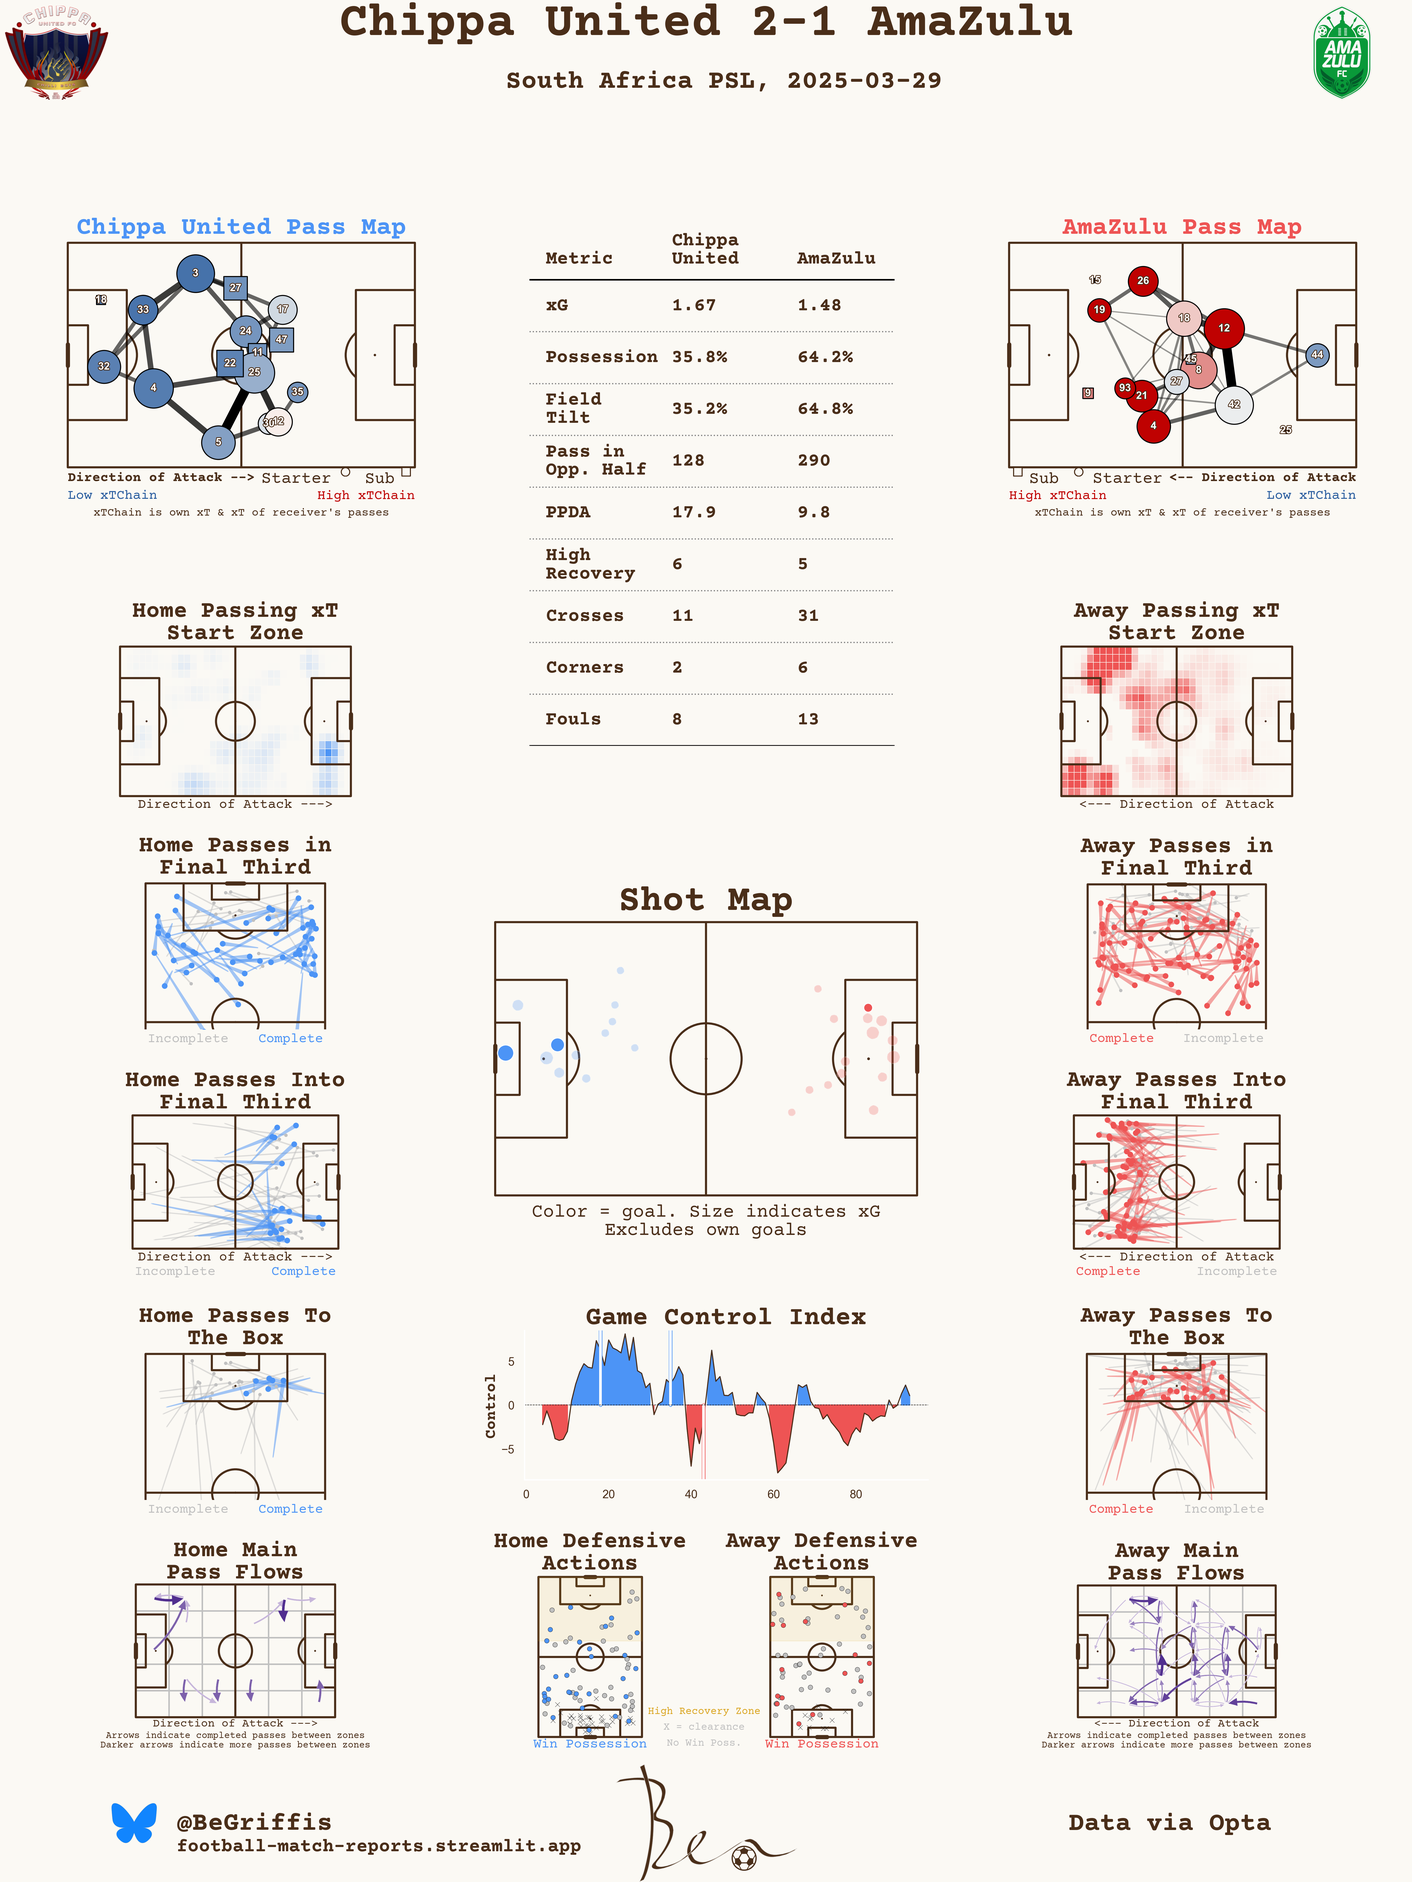 Chippa United 2-1 AmaZulu
South Africa PSL, 2025-03-29
CHIPPA
UNITED FC
AMA
ZULU
FC
Chippa United Pass Map
3
27
18
33
17
24
47
11
22
32
25
4
35
30
12
5
Direction of Attack --> Starter Sub
Low xTChain High xTChain
xTChain is own xT & xT of receiver's passes
Metric Chippa United AmaZulu
xG 1.67 1.48
Possession 35.8% 64.2%
Field Tilt 35.2% 64.8%
Pass in Opp. Half 128 290
PPDA 17.9 9.8
High Recovery 6 5
Crosses 11 31
Corners 2 6
Fouls 8 13
AmaZulu Pass Map
15
26
19
18
12
45
44
8
27
93
9
21
42
4
25
Sub Starter <-- Direction of Attack
High xTChain Low xTChain
xTChain is own xT & xT of receiver's passes
Home Passing xT
Start Zone
Direction of Attack --->
Away Passing xT
Start Zone
<--- Direction of Attack
Home Passes in
Final Third
Incomplete Complete
Away Passes in
Final Third
Complete Incomplete
Shot Map
Color = goal. Size indicates xG
Excludes own goals
Home Passes Into
Final Third
Direction of Attack --->
Incomplete Complete
Away Passes Into
Final Third
<--- Direction of Attack
Complete Incomplete
Home Passes To
The Box
Incomplete Complete
Game Control Index
Control
5
0
−5
0 20 40 60 80
Away Passes To
The Box
Complete Incomplete
Home Main
Pass Flows
Direction of Attack --->
Arrows indicate completed passes between zones
Darker arrows indicate more passes between zones
Home Defensive
Actions
Win Possession
Away Defensive
Actions
Win Possession
High Recovery Zone
X = clearance
No Win Poss.
Away Main
Pass Flows
<--- Direction of Attack
Arrows indicate completed passes between zones
Darker arrows indicate more passes between zones
@BeGriffis
football-match-reports.streamlit.app
Ben
Data via Opta